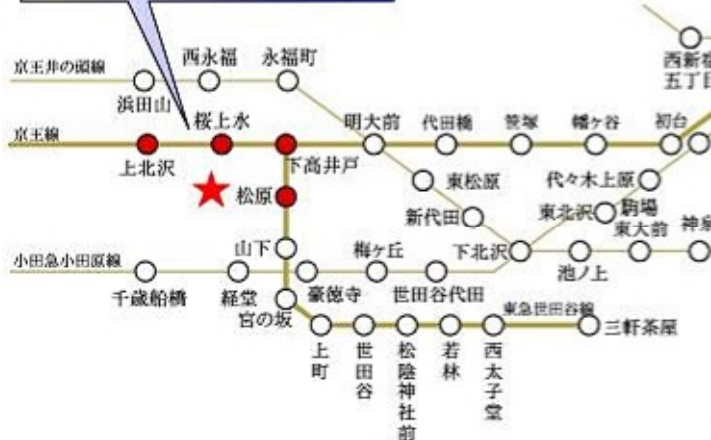 西永福
永福町
京王井の頭線
浜田山
西新宿
五丁目
京王線
桜上水
明大前
代田橋
笹塚
幡ヶ谷
初台
上北沢
下高井戸
松原
東松原
代々木上原
新代田
東北沢
駒場
東大前
神泉
山下
梅ヶ丘
下北沢
池ノ上
小田急小田原線
千歳船橋
経堂
豪徳寺
世田谷代田
宮の坂
東急世田谷線
三軒茶屋
上町
世田谷
松陰神社前
若林
西太子堂